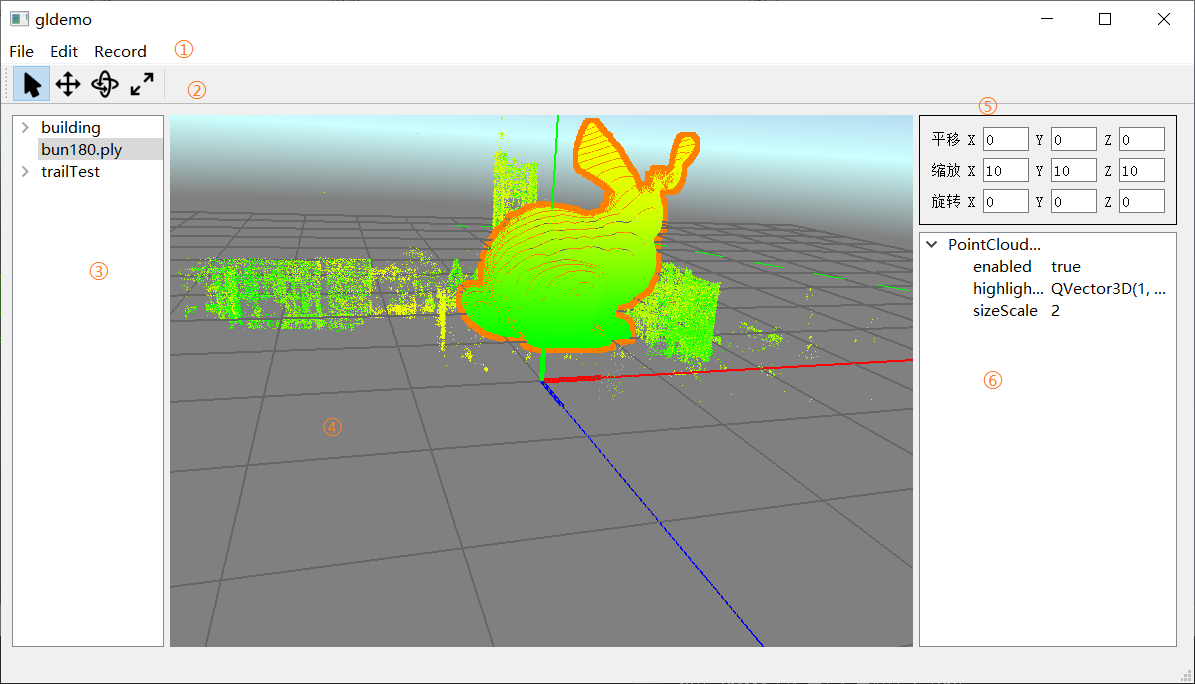 gldemo
File Edit Record ①
②
building
bun180.ply
trailTest
③
④
⑤
平移 X 0 Y 0 Z 0
缩放 X 10 Y 10 Z 10
旋转 X 0 Y 0 Z 0
PointCloud...
enabled true
highligh... QVector3D(1, ...
sizeScale 2
⑥